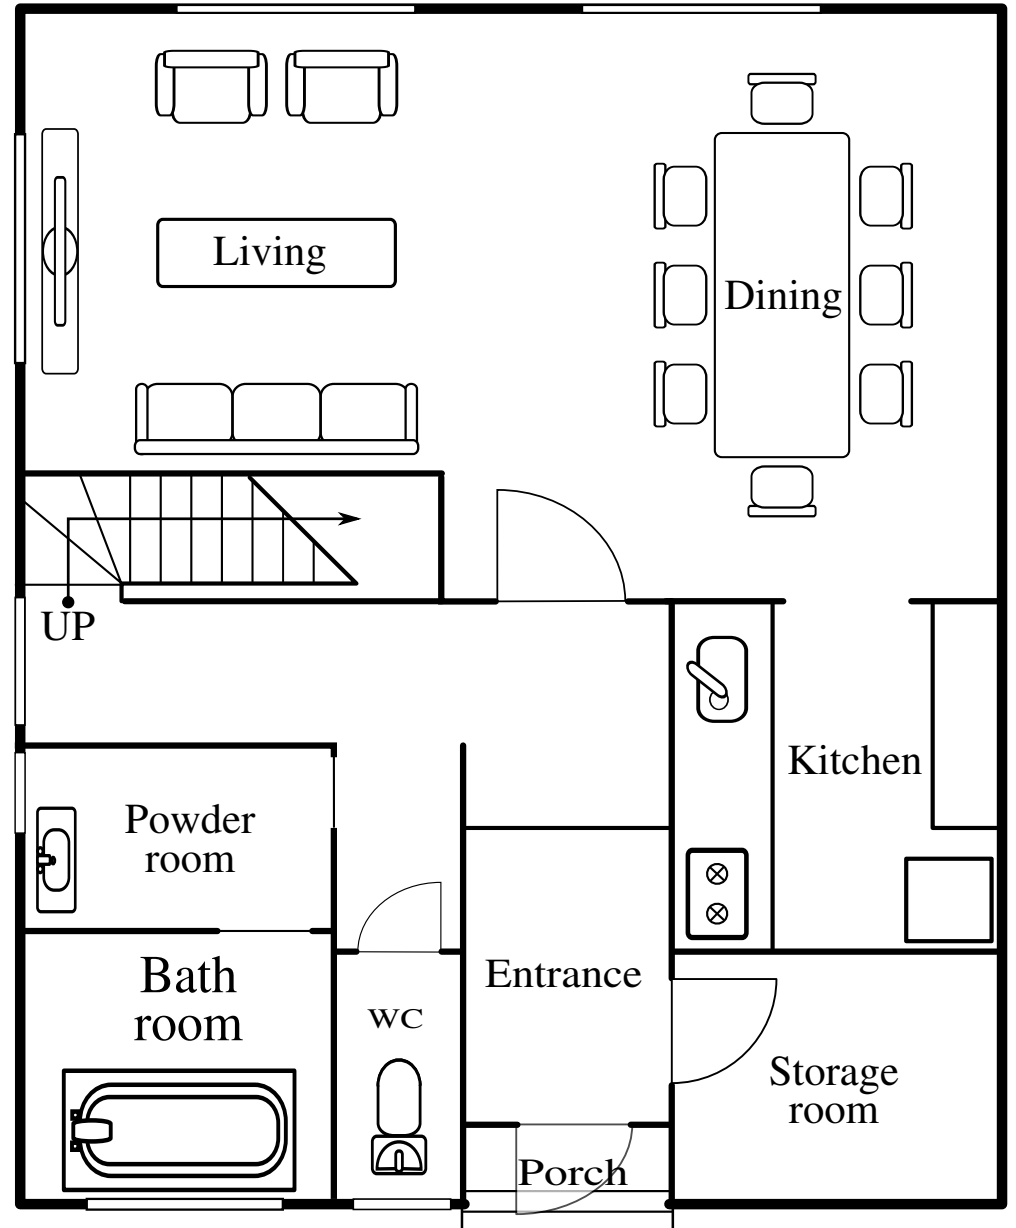 Living
Dining
UP
Kitchen
Powder
room
Bath
room
Entrance
WC
Storage
room
Porch